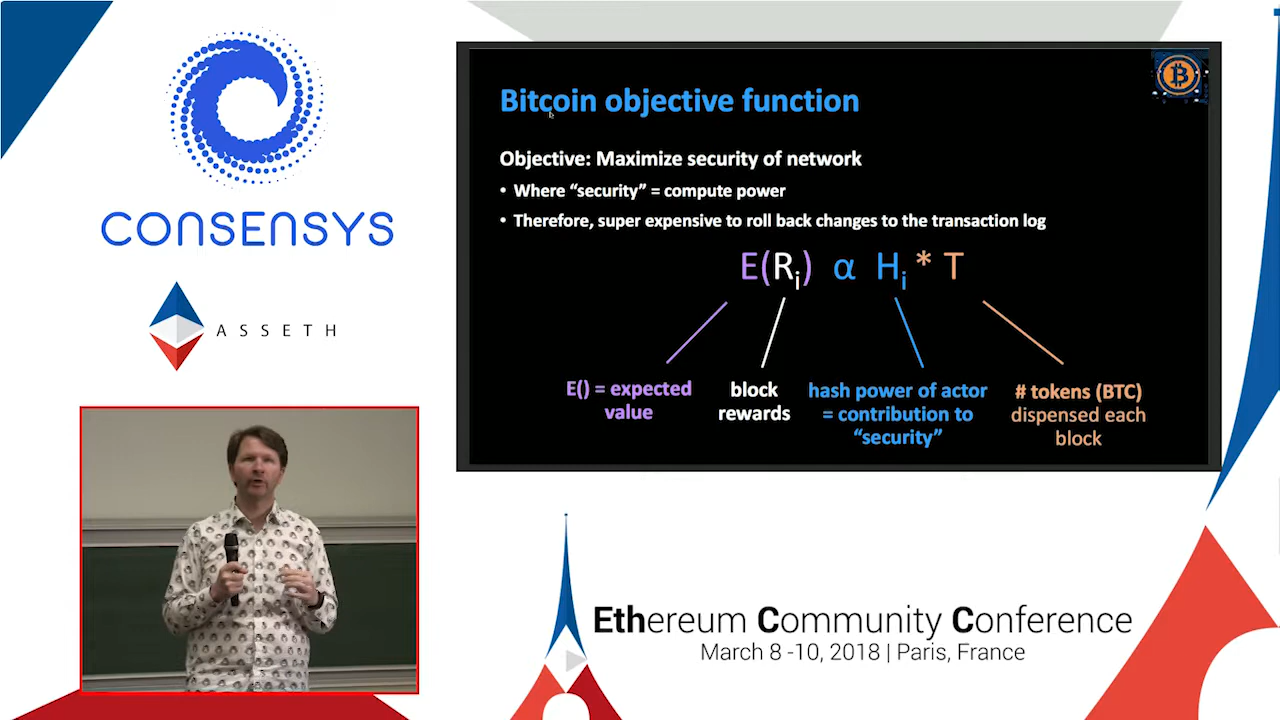 CONSENSYS
ASSETH
Bitcoin objective function
Objective: Maximize security of network
• Where “security” = compute power
• Therefore, super expensive to roll back changes to the transaction log
E(Rᵢ) α Hᵢ * T
E() = expected
value
block
rewards
hash power of actor
= contribution to
“security”
# tokens (BTC)
dispensed each
block
Ethereum Community Conference
March 8 -10, 2018 | Paris, France